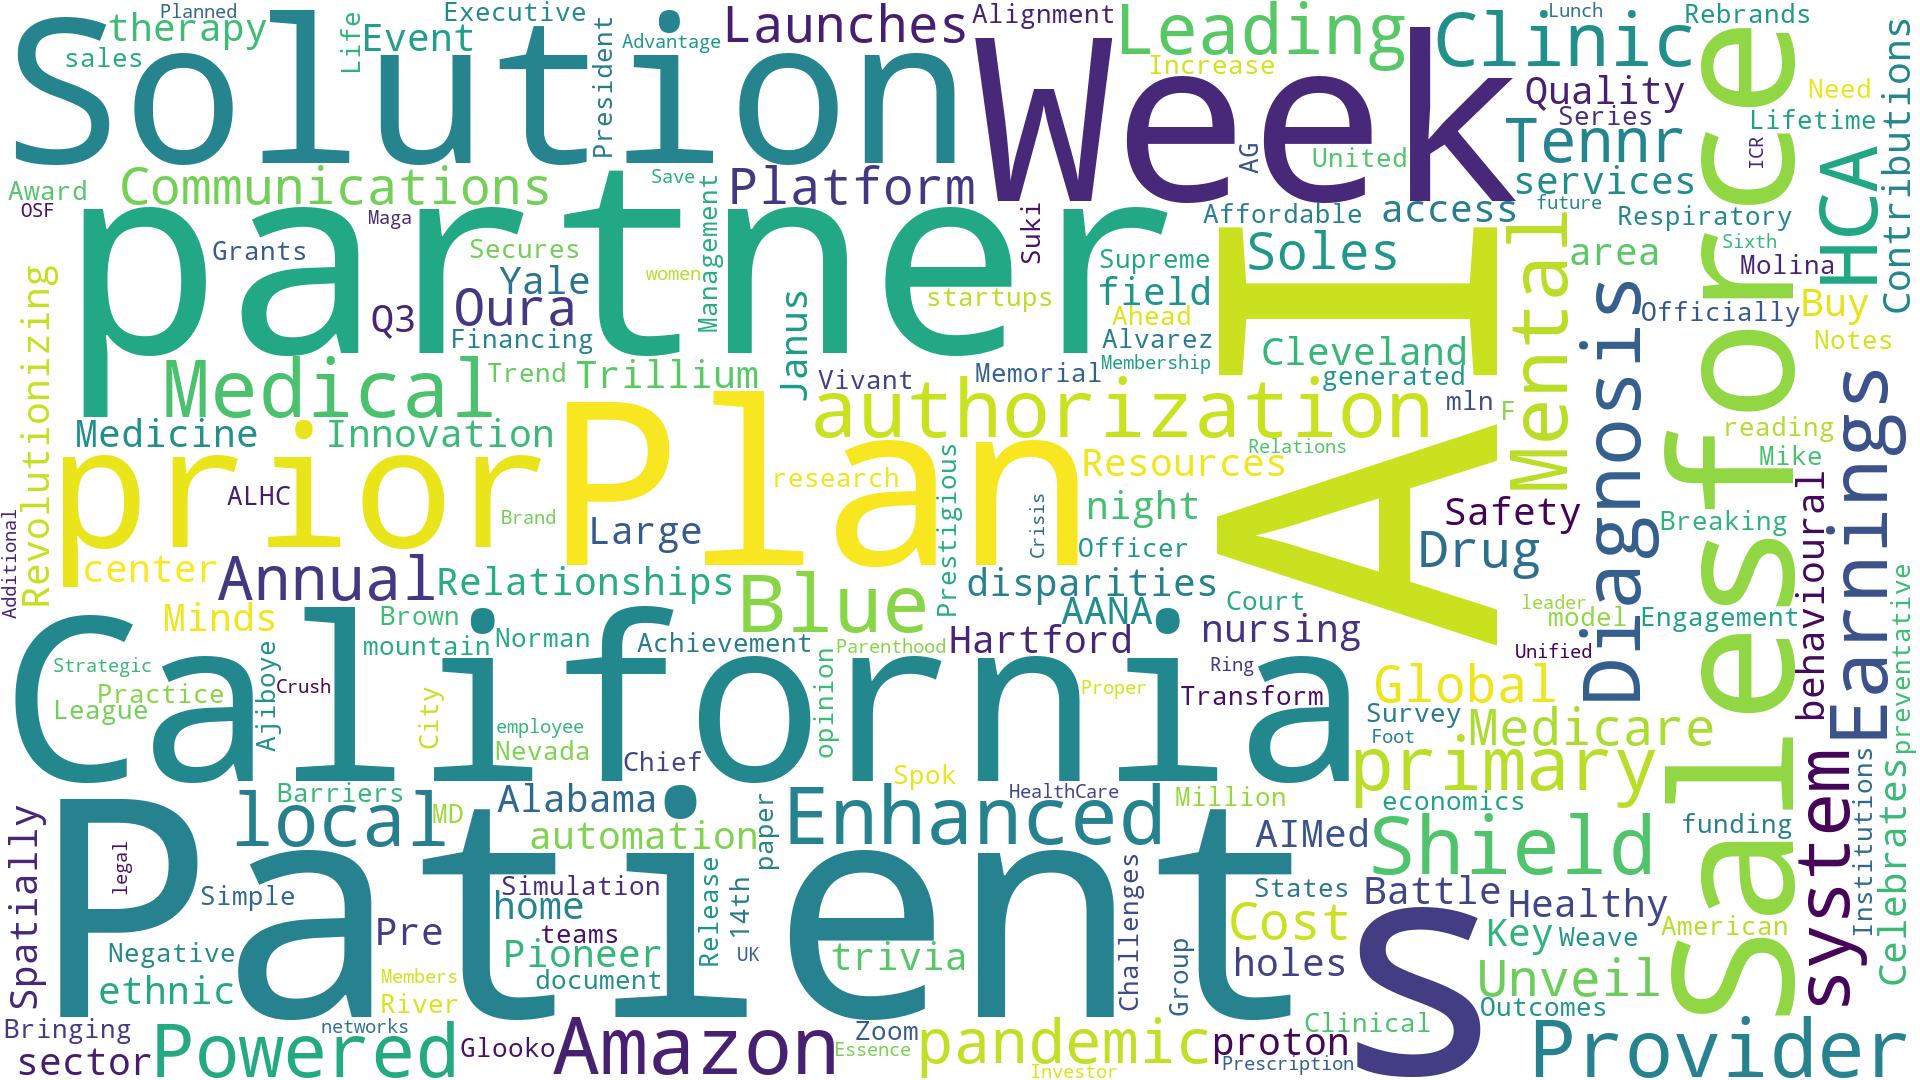 Planned
Executive
Launches
Alignment
Leading
Clinic
Lunch
Rebrands
therapy
sales
Life
Event
President
Advantage
Solution
Week
Increase
Quality
Series
Need
Lifetime
Contributions
Salesforce
ICR
HCA
Tennr
AG
United
services
Award
OSF
Communications
Save
Platform
Affordable
access
future
Respiratory
Maga
partner
Grants
Secures
Yale
women
Management
Suki
Supreme
Soles
Mental
area
Sixth
Molina
Revolutionizing
Q3
Oura
Financing
Janus
startups
field
Ahead
Alvarez
Membership
AI
Cleveland
generated
Diagnosis
Officially
Buy
Notes
Medical
Trend
Trillium
Vivant
Memorial
authorization
mln
F
Earnings
reading
Mike
Medicine
Innovation
prior
Plan
research
Prestigious
Resources
Relations
ALHC
Brand
Large
Crisis
night
Officer
Safety
Drug
Breaking
behavioural
Additional
center
Annual
Relationships
Blue
disparities
AANA
Court
leader
model
Engagement
preventative
Minds
Brown
mountain
Norman
Achievement
Parenthood
Hartford
nursing
Unified
California
Strategic
Practice
League
Ajiboye
Crush
City
employee
Nevada
Chief
opinion
Proper
Ring
Transform
Global
Survey
Foot
Medicare
Spok
primary
system
Institutions
Celebrates
Spatially
Barriers
local
MD
Alabama
automation
paper
Enhanced
HealthCare
Million
AIMed
economics
Shield
funding
legal
Patient
Simple
Simulation
home
teams
Pioneer
document
Release
14th
UK
trivia
Challenges
Group
States
Cost
holes
Battle
Healthy
Key
Weave
American
Negative
ethnic
Pre
Members
River
S
Unveil
Outcomes
Bringing
sector
Powered
networks
Glooko
Amazon
Zoom
Essence
pandemic
Investor
proton
Prescription
Clinical
Provider